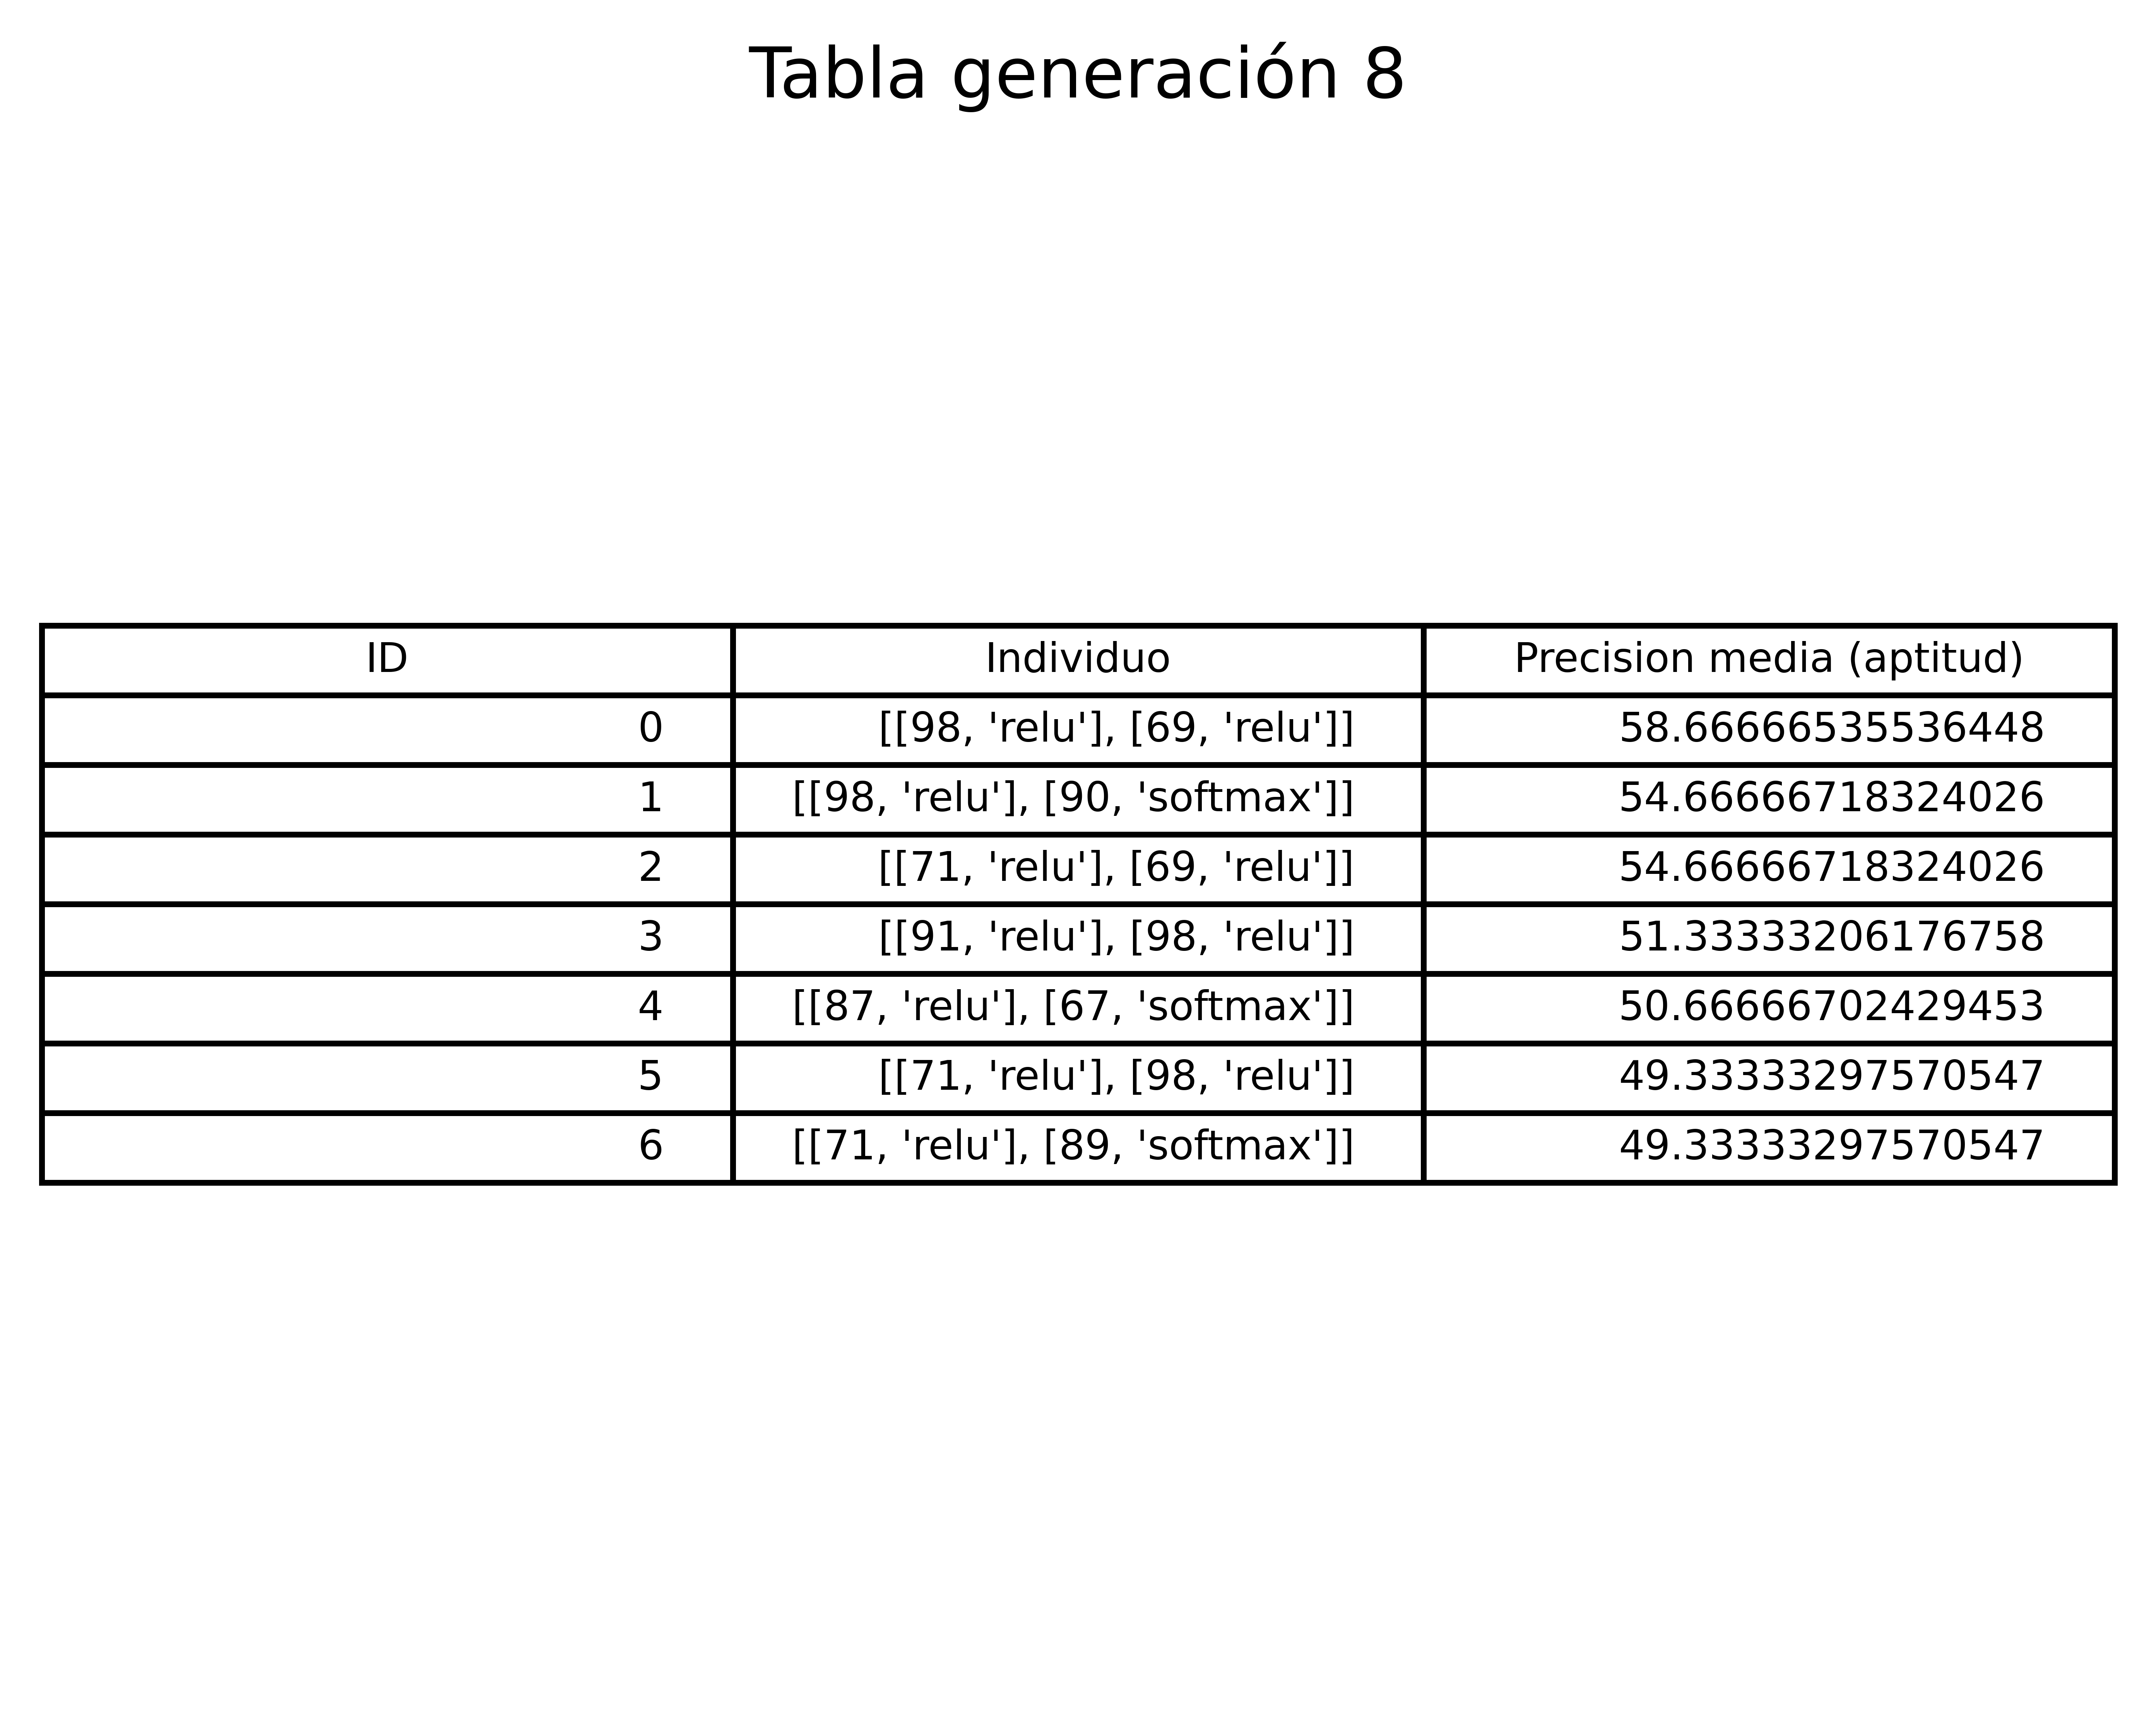 Tabla generación 8
ID Individuo Precision media (aptitud)
0 [[98, 'relu'], [69, 'relu']] 58.66666535536448
1 [[98, 'relu'], [90, 'softmax']] 54.66666718324026
2 [[71, 'relu'], [69, 'relu']] 54.66666718324026
3 [[91, 'relu'], [98, 'relu']] 51.33333206176758
4 [[87, 'relu'], [67, 'softmax']] 50.66666702429453
5 [[71, 'relu'], [98, 'relu']] 49.33333297570547
6 [[71, 'relu'], [89, 'softmax']] 49.33333297570547